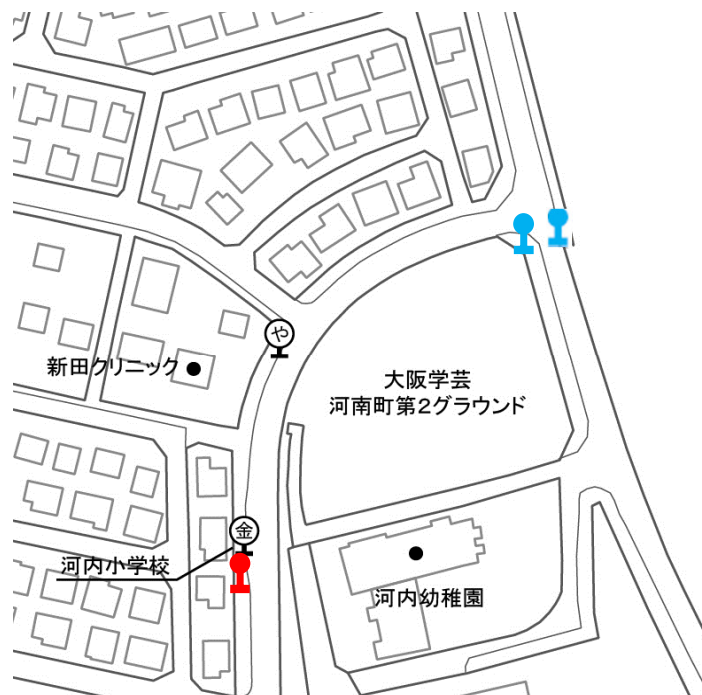 や
新田クリニック
大阪学芸
河南町第2グラウンド
金
河内小学校
河内幼稚園